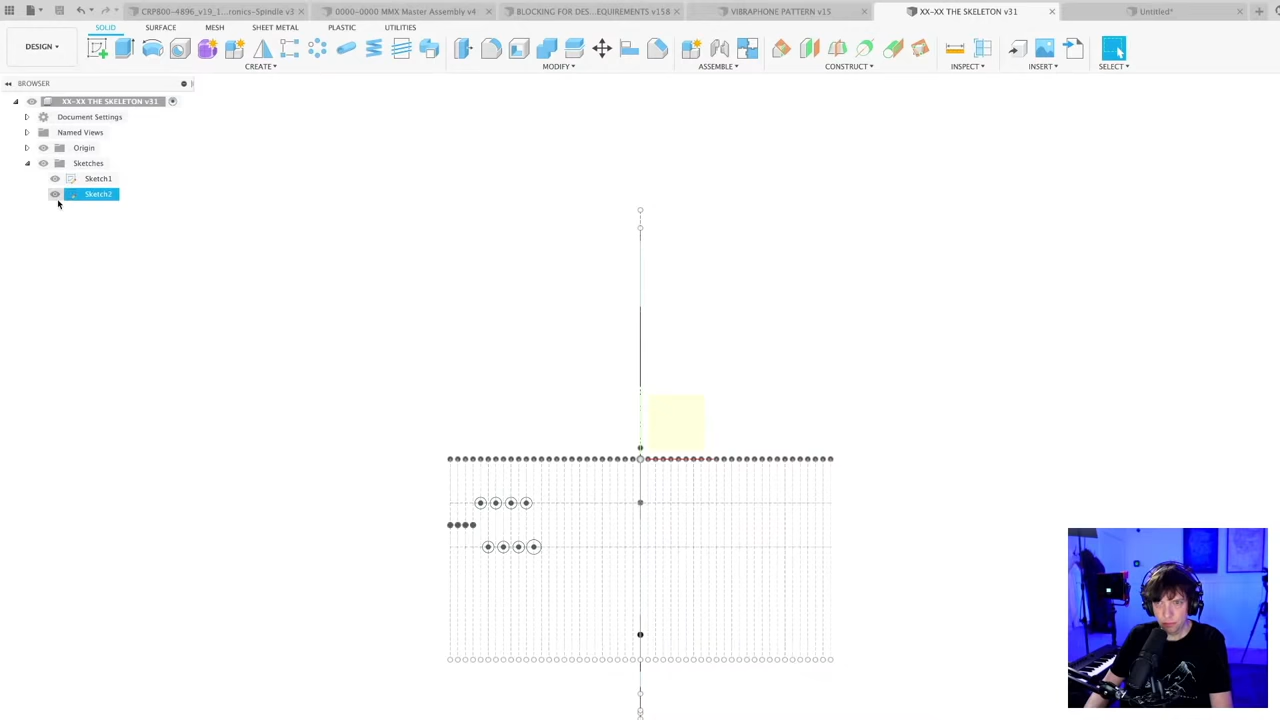 CRP800-4896_v19_1...ronics-Spindle v3
0000-0000 MMX Master Assembly v4
BLOCKING FOR DES...EQUIREMENTS v158
VIBRAPHONE PATTERN v15
XX-XX THE SKELETON v31
Untitled*
SOLID
SURFACE
MESH
SHEET METAL
PLASTIC
UTILITIES
DESIGN
CREATE
MODIFY
ASSEMBLE
CONSTRUCT
INSPECT
INSERT
SELECT
BROWSER
XX-XX THE SKELETON v31
Document Settings
Named Views
Origin
Sketches
Sketch1
Sketch2